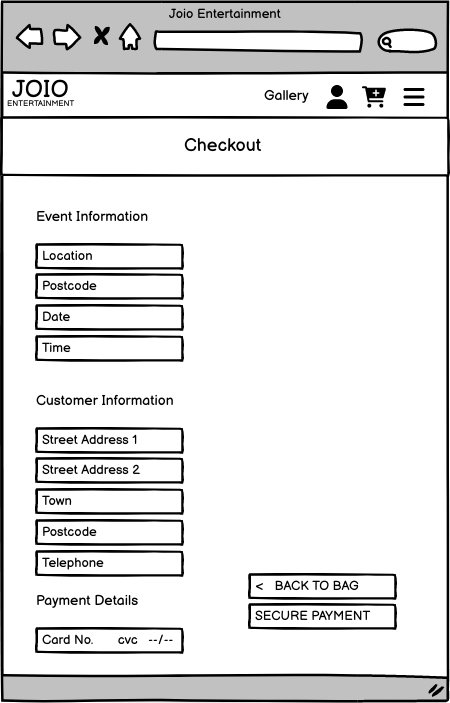 Joio Entertainment
JOIO
ENTERTAINMENT
Gallery
Checkout
Event Information
Location
Postcode
Date
Time
Customer Information
Street Address 1
Street Address 2
Town
Postcode
Telephone
Payment Details
Card No. cvc --/--
< BACK TO BAG
SECURE PAYMENT